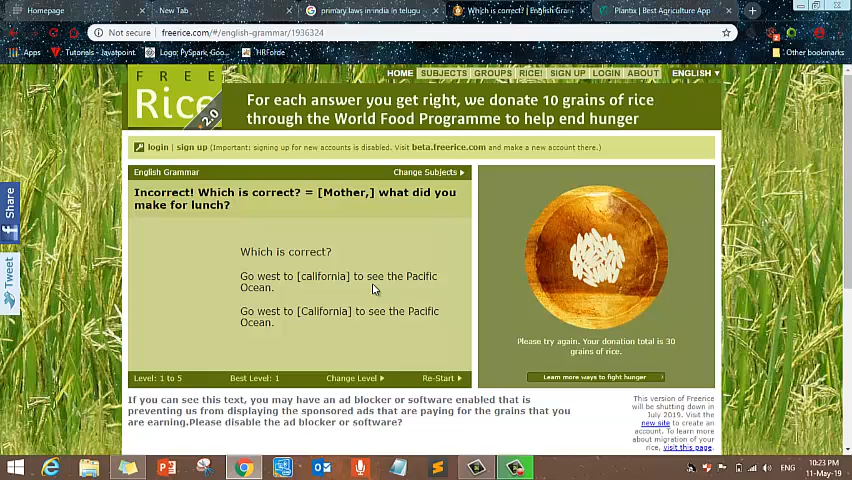 Homepage
New Tab
primary laws in india in telugu
Which is correct? | English Gram
Plantix | Best Agriculture App
Not secure | freerice.com/#/english-grammar/1936324
Apps
Tutorials - Javatpoint
Logo: PySpark, Goo
HRForde
Other bookmarks
FREE
Rice
2.0
HOME SUBJECTS GROUPS RICE! SIGN UP LOGIN ABOUT ENGLISH ▼
For each answer you get right, we donate 10 grains of rice
through the World Food Programme to help end hunger
login | sign up (Important: signing up for new accounts is disabled. Visit beta.freerice.com and make a new account there.)
Share
Tweet
English Grammar
Change Subjects
Incorrect! Which is correct? = [Mother,] what did you
make for lunch?
Which is correct?
Go west to [california] to see the Pacific
Ocean.
Go west to [California] to see the Pacific
Ocean.
Level: 1 to 5
Best Level: 1
Change Level
Re-Start
Please try again. Your donation total is 30
grains of rice.
Learn more ways to fight hunger
If you can see this text, you may have an ad blocker or software enabled that is
preventing us from displaying the sponsored ads that are paying for the grains that you
are earning.Please disable the ad blocker or software?
This version of Freerice
will be shutting down in
July 2019. Visit the
new site to create an
account. To learn more
about migration of your
rice, visit this page.
ENG
10:23 PM
11-May-19